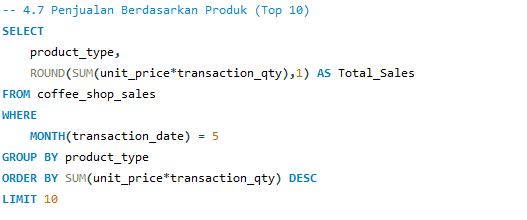 -- 4.7 Penjualan Berdasarkan Produk (Top 10)
SELECT
    product_type,
    ROUND(SUM(unit_price*transaction_qty),1) AS Total_Sales
FROM coffee_shop_sales
WHERE
    MONTH(transaction_date) = 5
GROUP BY product_type
ORDER BY SUM(unit_price*transaction_qty) DESC
LIMIT 10